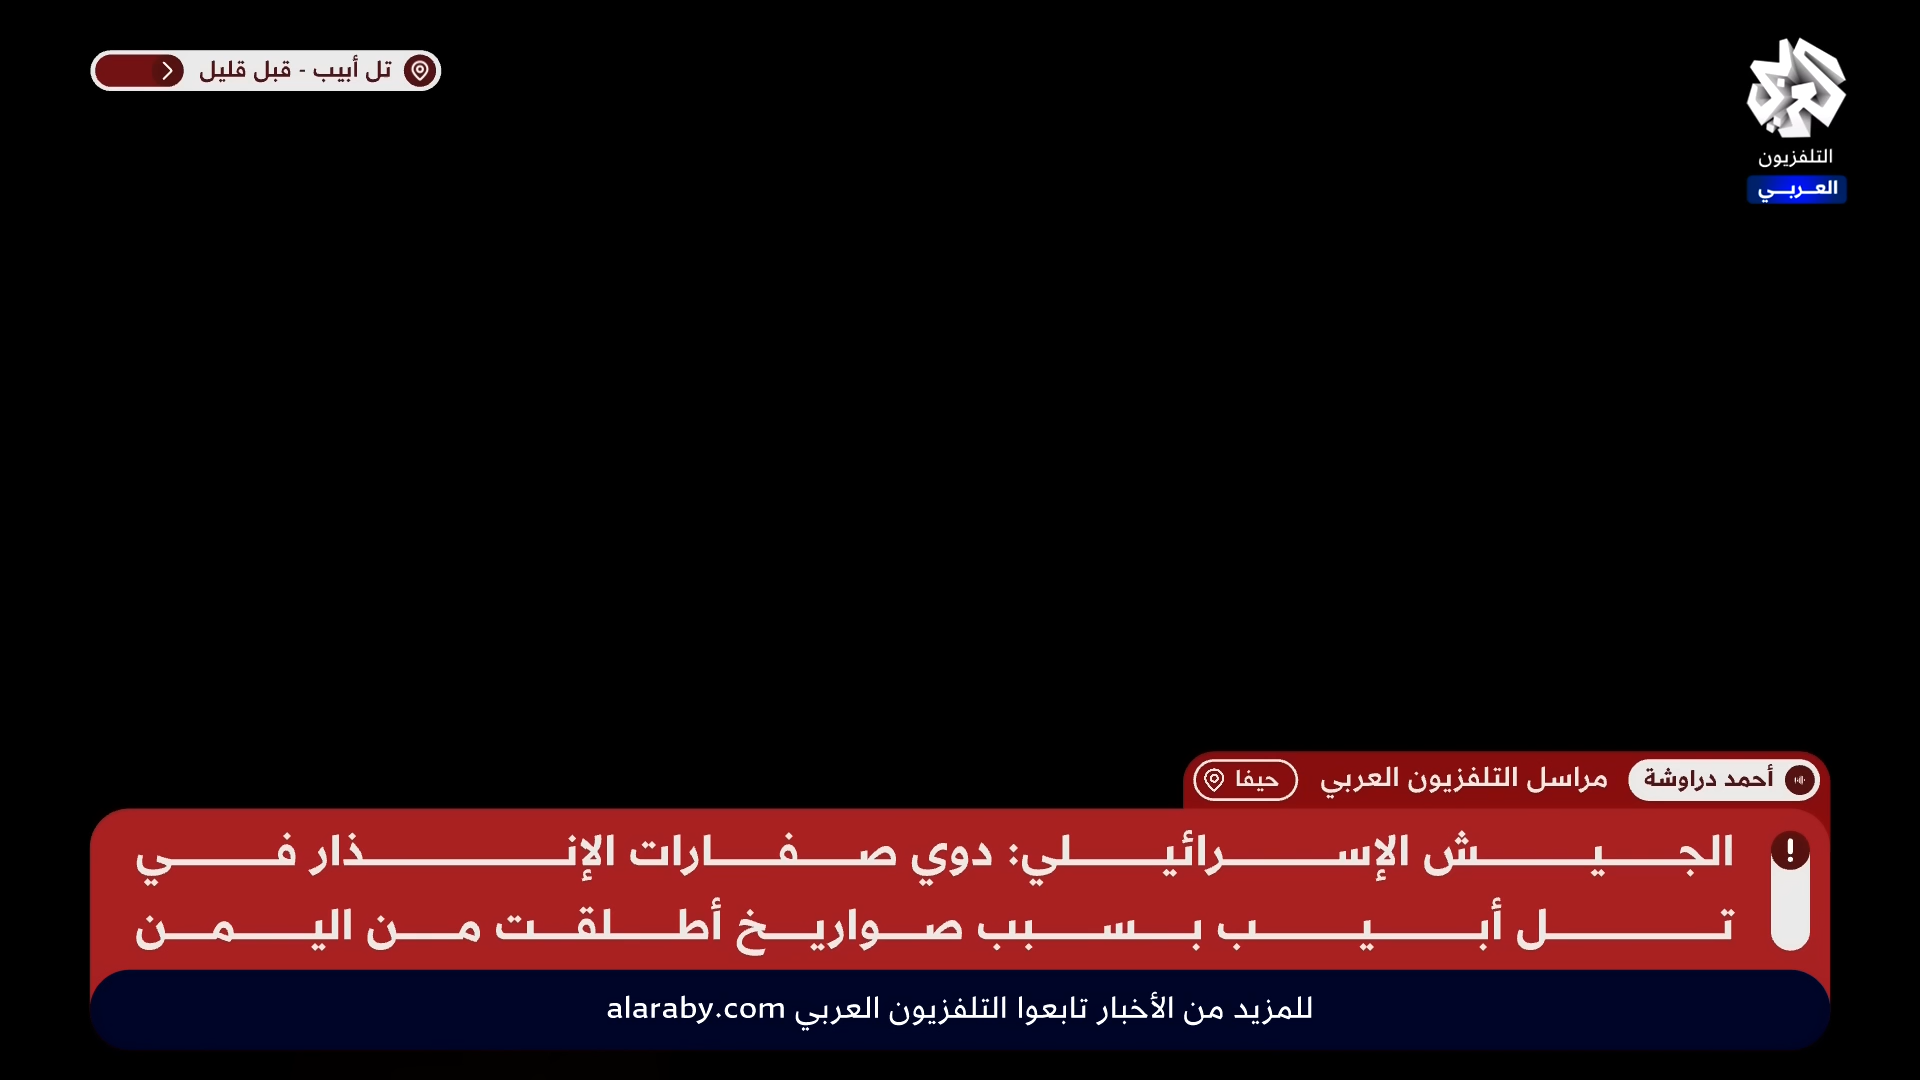 تل أبيب - قبل قليل
التلفزيون
العربي
أحمد دراوشة مراسل التلفزيون العربي حيفا
الجيش الإسرائيلي: دوي صفارات الإنذار في
تل أبيب بسبب صواريخ أطلقت من اليمن
للمزيد من الأخبار تابعوا التلفزيون العربي alaraby.com